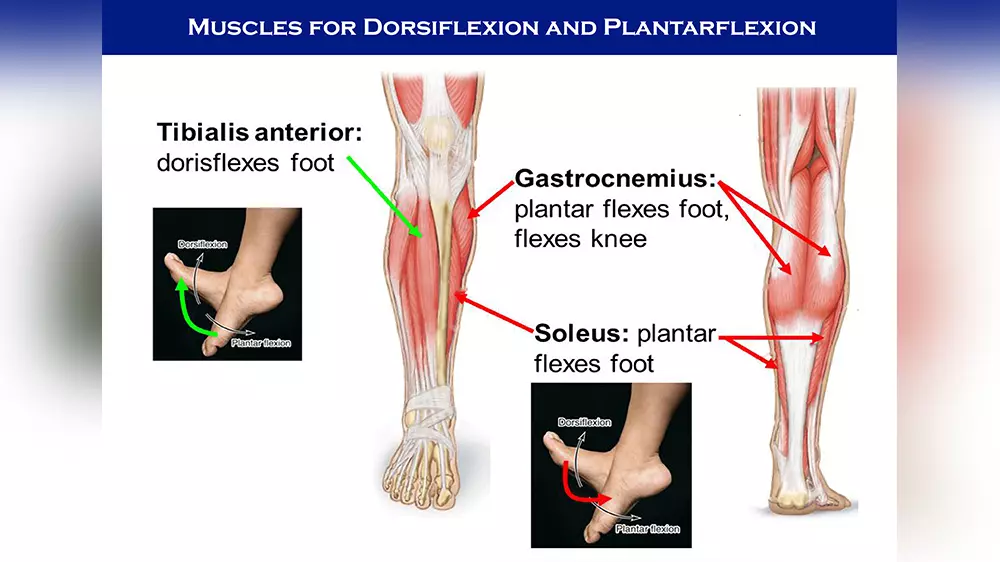 MUSCLES FOR DORSIFLEXION AND PLANTARFLEXION
Tibialis anterior:
dorisflexes foot
Dorsiflexion
Plantar flexion
Gastrocnemius:
plantar flexes foot,
flexes knee
Soleus: plantar
flexes foot
Dorsiflexion
Plantar flexion